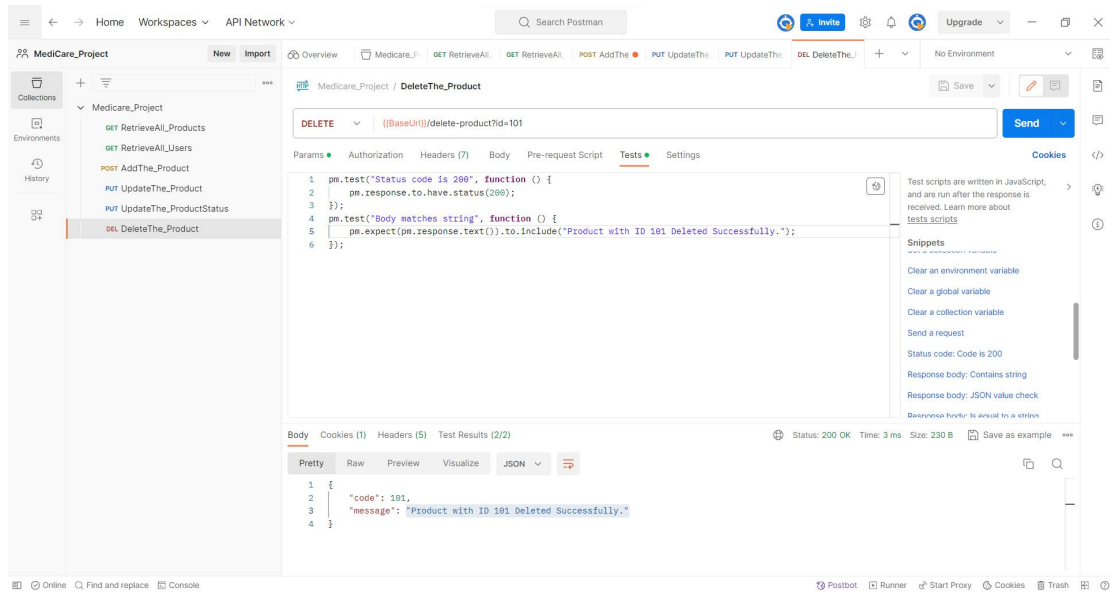 Home Workspaces API Network Search Postman Invite Upgrade
MediCare_Project New Import Overview Medicare_P GET RetrieveAll_ GET RetrieveAll_ POST AddThe PUT UpdateThe PUT UpdateThe DEL DeleteThe_ No Environment
Collections
Environments
History
Medicare_Project
GET RetrieveAll_Products
GET RetrieveAll_Users
POST AddThe_Product
PUT UpdateThe_Product
PUT UpdateThe_ProductStatus
DEL DeleteThe_Product
HTTP Medicare_Project / DeleteThe_Product Save
DELETE {{BaseUrl}}/delete-product?id=101 Send
Params Authorization Headers (7) Body Pre-request Script Tests Settings Cookies
1 pm.test("Status code is 200", function () {
2 pm.response.to.have.status(200);
3 });
4 pm.test("Body matches string", function () {
5 pm.expect(pm.response.text()).to.include("Product with ID 101 Deleted Successfully.");
6 });
Test scripts are written in JavaScript,
and are run after the response is
received. Learn more about
tests scripts
Snippets
Clear an environment variable
Clear a global variable
Clear a collection variable
Send a request
Status code: Code is 200
Response body: Contains string
Response body: JSON value check
Response body: Is equal to a string
Body Cookies (1) Headers (5) Test Results (2/2) Status: 200 OK Time: 3 ms Size: 230 B Save as example
Pretty Raw Preview Visualize JSON
1 {
2 "code": 101,
3 "message": "Product with ID 101 Deleted Successfully."
4 }
Online Find and replace Console Postbot Runner Start Proxy Cookies Trash